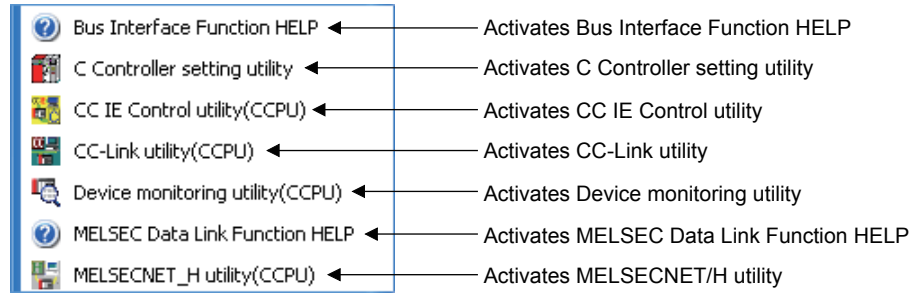 Bus Interface Function HELP Activates Bus Interface Function HELP
C Controller setting utility Activates C Controller setting utility
CC IE Control utility(CCPU) Activates CC IE Control utility
CC-Link utility(CCPU) Activates CC-Link utility
Device monitoring utility(CCPU) Activates Device monitoring utility
MELSEC Data Link Function HELP Activates MELSEC Data Link Function HELP
MELSECNET_H utility(CCPU) Activates MELSECNET/H utility